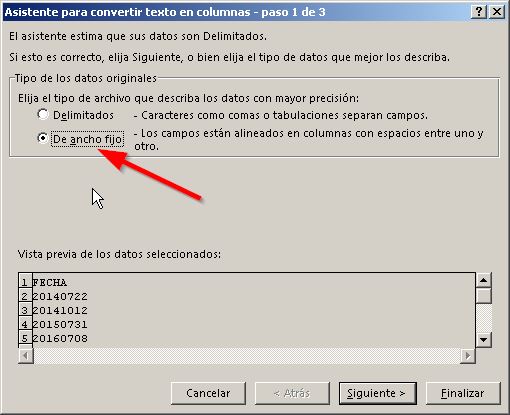 Asistente para convertir texto en columnas - paso 1 de 3
El asistente estima que sus datos son Delimitados.
Si esto es correcto, elija Siguiente, o bien elija el tipo de datos que mejor los describa.
Tipo de los datos originales
Elija el tipo de archivo que describa los datos con mayor precisión:
Delimitados - Caracteres como comas o tabulaciones separan campos.
De ancho fijo - Los campos están alineados en columnas con espacios entre uno y
otro.
Vista previa de los datos seleccionados:
1 FECHA
2 20140722
3 20141012
4 20150731
5 20160708
Cancelar < Atrás Siguiente > Finalizar